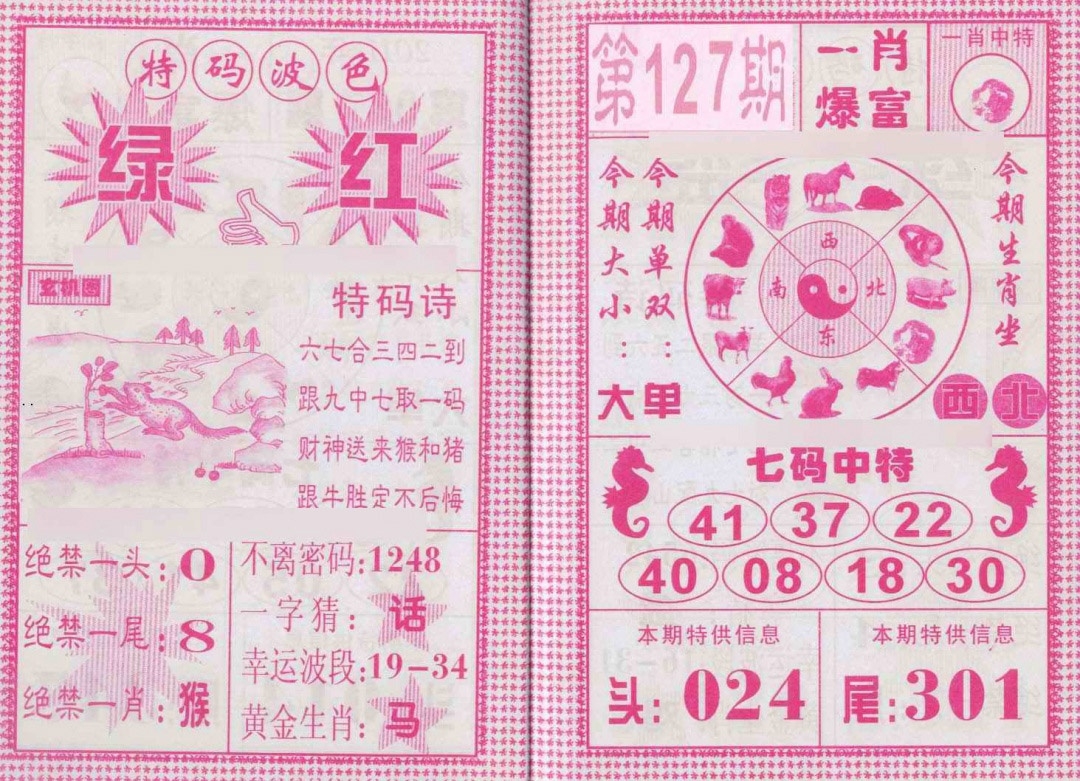 特码波色
绿 红
玄机图
特码诗
六七合三四二到
跟九中七取一码
财神送来猴和猪
跟牛胜定不后悔
绝禁一头:0
绝禁一尾:8
绝禁一肖:猴
不离密码:1248
一字猜:话
幸运波段:19-34
黄金生肖:马
第127期
一肖
爆富
一肖中特
今期大小:大
今期单双:单
西
南
北
东
今期生肖坐
西北
七码中特
41 37 22
40 08 18 30
本期特供信息
头:024
本期特供信息
尾:301